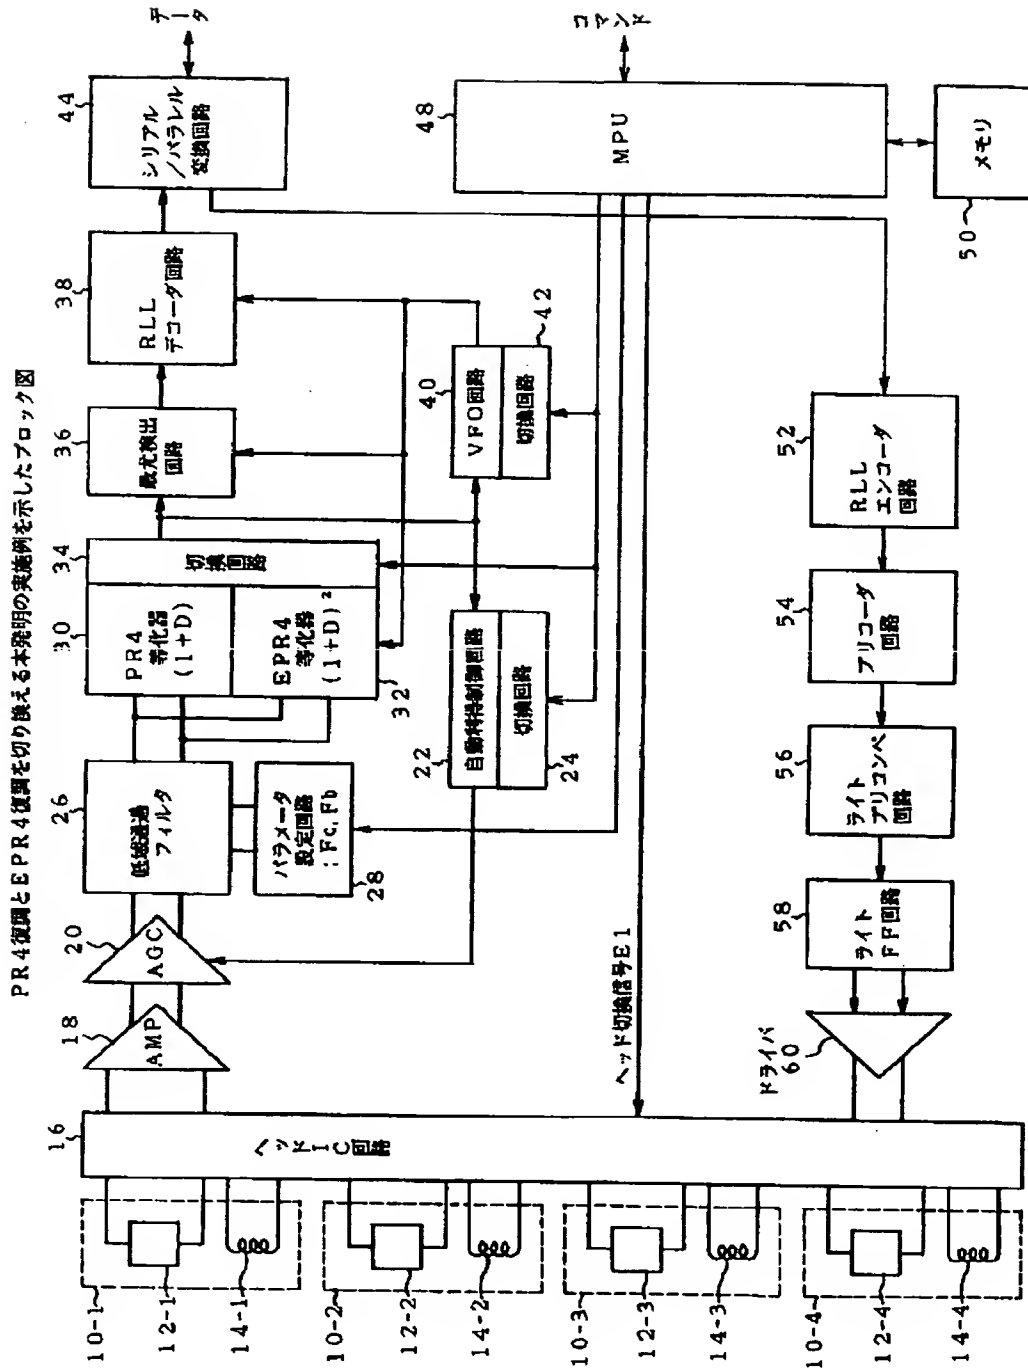 PR4復調とEPR4復調を切り換える本発明の実施例を示したブロック図
10-1
12-1
14-1
10-2
12-2
14-2
10-3
12-3
14-3
10-4
12-4
14-4
16
ヘッドIC回路
18
AMP
20
AGC
26
低域通過
フィルタ
パラメータ
設定回路
:Fc,Fb
28
22
自動利得制御回路
切換回路
24
30
PR4
等化器
(1+D)
EPR4
等化器
(1+D)²
32
34
切換回路
36
最尤検出
回路
38
RLL
デコーダ回路
40
VFO回路
切換回路
42
44
シリアル
/パラレル
変換回路
データ
48
MPU
コマンド
メモリ
50
ヘッド切換信号E1
52
RLL
エンコーダ
回路
54
プリコーダ
回路
56
ライト
プリコンペ
回路
58
ライト
FF回路
ドライバ
60